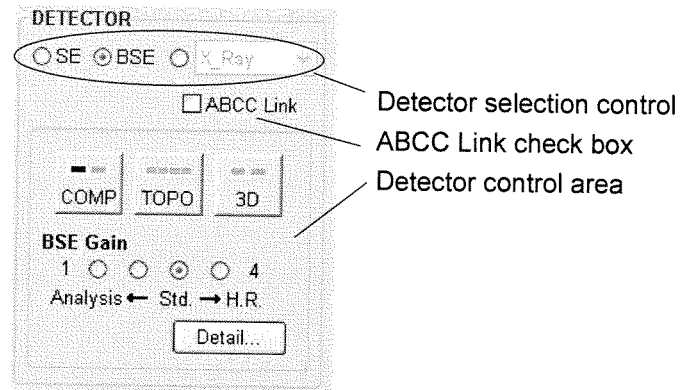 DETECTOR
SE BSE X_Ray
ABCC Link
Detector selection control
ABCC Link check box
Detector control area
COMP TOPO 3D
BSE Gain
1 4
Analysis ← Std. → H.R.
Detail...